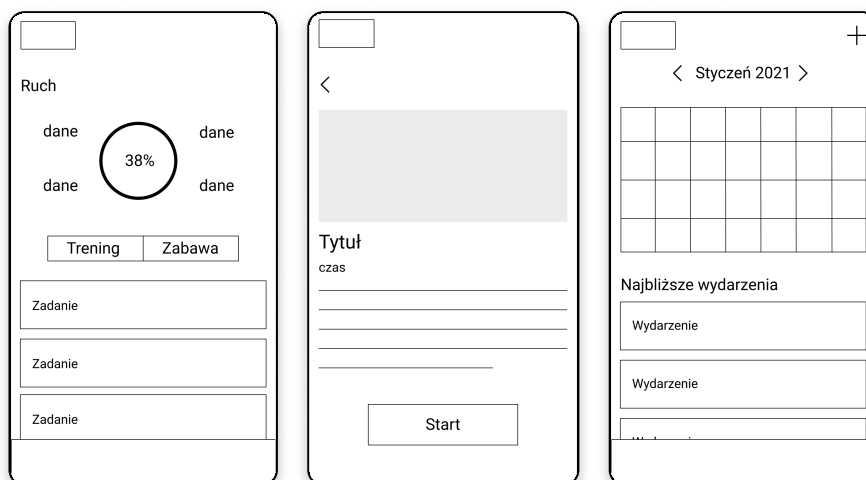 Ruch
dane
dane
38%
dane
dane
Trening
Zabawa
Zadanie
Zadanie
Zadanie
Tytuł
czas
Start
Styczeń 2021
Najbliższe wydarzenia
Wydarzenie
Wydarzenie